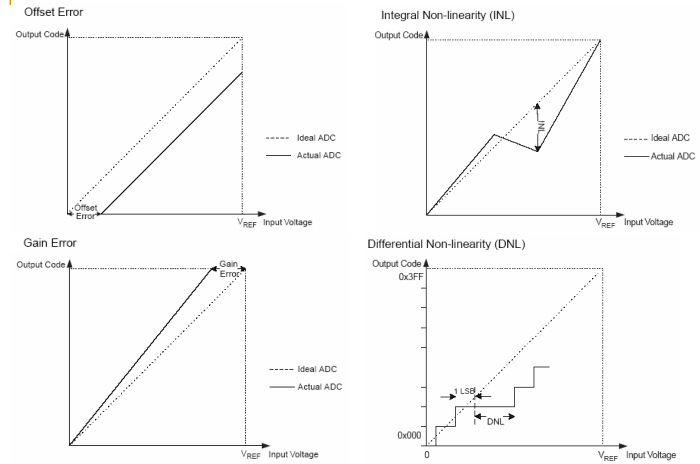 Offset Error
Output Code
Ideal ADC
Actual ADC
Offset
Error
VREF Input Voltage
Integral Non-linearity (INL)
Output Code
INL
Ideal ADC
Actual ADC
VREF Input Voltage
Gain Error
Output Code
Gain
Error
Ideal ADC
Actual ADC
VREF Input Voltage
Differential Non-linearity (DNL)
Output Code
0x3FF
1 LSB
DNL
0x000
0
VREF Input Voltage